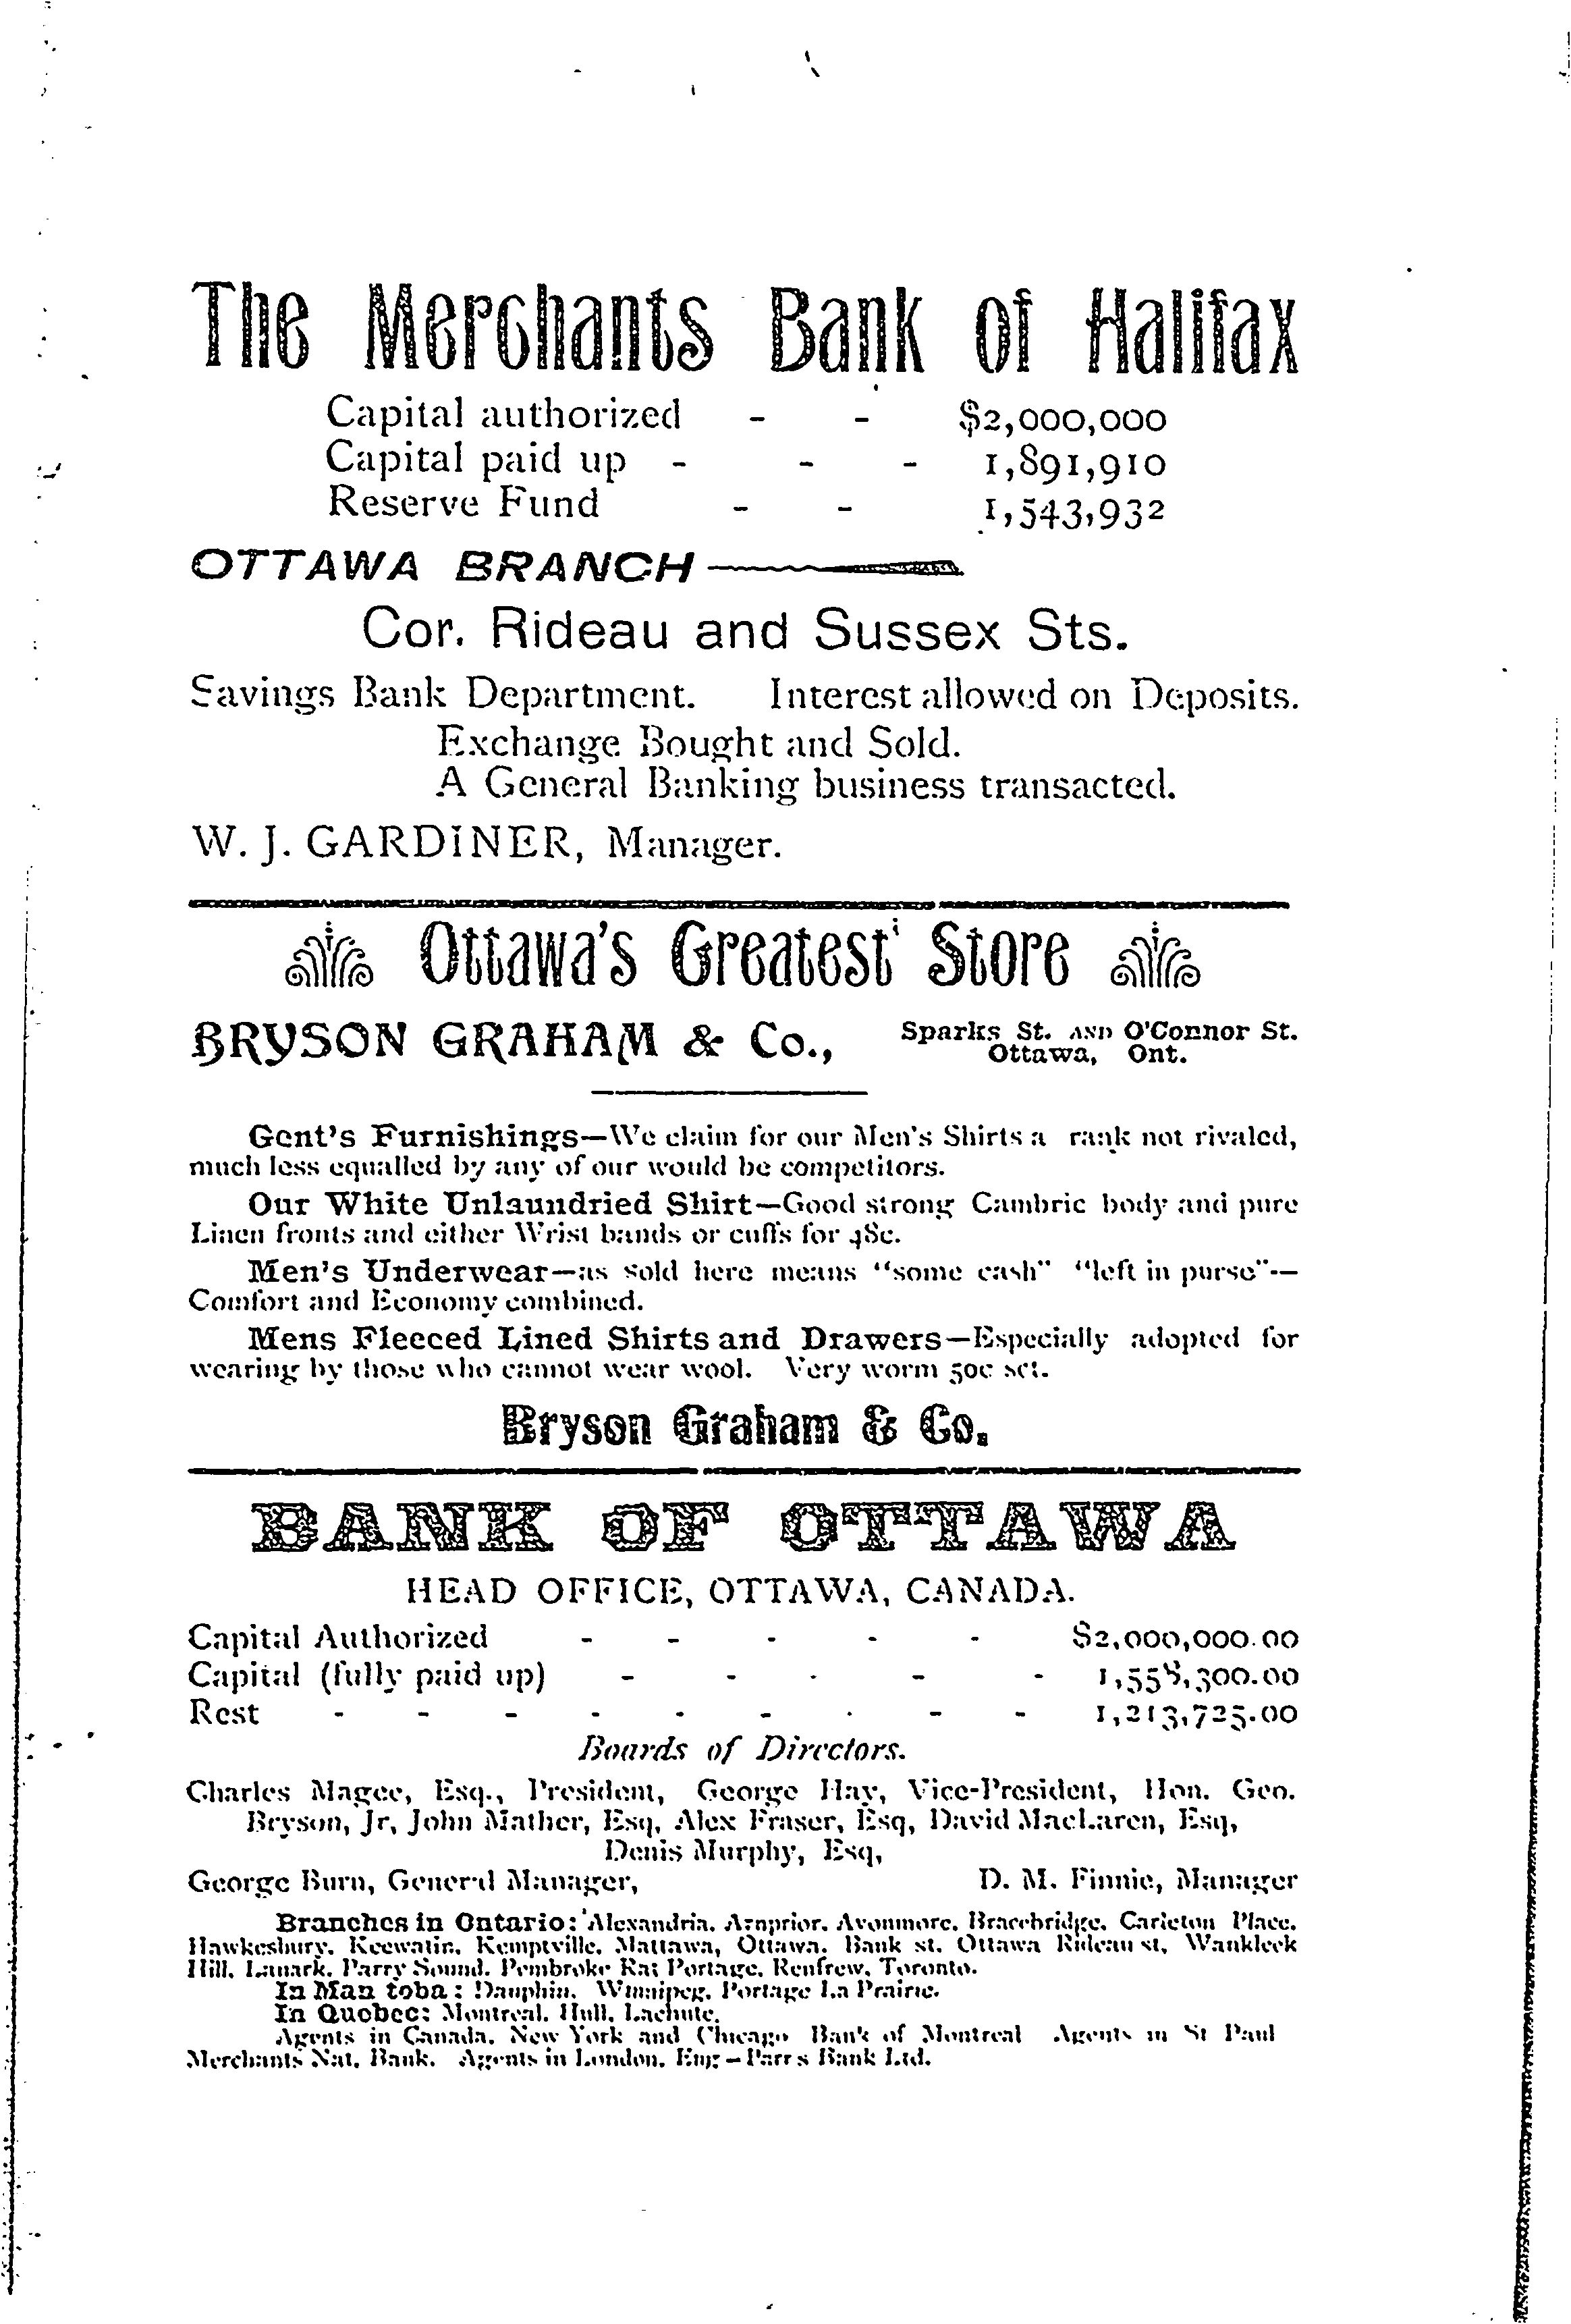 The Merchants Bank of Halifax
Capital authorized - - $2,000,000
Capital paid up - - - 1,891,910
Reserve Fund - - 1,543,932
OTTAWA BRANCH
Cor. Rideau and Sussex Sts.
Savings Bank Department. Interest allowed on Deposits.
Exchange Bought and Sold.
A General Banking business transacted.
W. J. GARDINER, Manager.
Ottawa's Greatest Store
BRYSON GRAHAM & Co., Sparks St. AND O'Connor St.
Ottawa, Ont.
Gent's Furnishings—We claim for our Men's Shirts a rank not rivaled,
much less equalled by any of our would be competitors.
Our White Unlaundried Shirt—Good strong Cambric body and pure
Linen fronts and either Wrist bands or cuffs for 48c.
Men's Underwear—as sold here means "some cash" "left in purse"—
Comfort and Economy combined.
Mens Fleeced Lined Shirts and Drawers—Especially adopted for
wearing by those who cannot wear wool. Very worm 50c set.
Bryson Graham & Co.
BANK OF OTTAWA
HEAD OFFICE, OTTAWA, CANADA.
Capital Authorized - - - - - $2,000,000.00
Capital (fully paid up) - - - - - 1,558,300.00
Rest - - - - - - - - - 1,213,725.00
Boards of Directors.
Charles Magee, Esq., President, George Hay, Vice-President, Hon. Geo.
Bryson, Jr, John Mather, Esq, Alex Fraser, Esq, David MacLaren, Esq,
Denis Murphy, Esq,
George Burn, General Manager, D. M. Finnie, Manager
Branches in Ontario: Alexandria. Arnprior. Avonmore. Bracebridge. Carleton Place.
Hawkesbury. Keewatin. Kemptville. Mattawa, Ottawa. Bank st. Ottawa Rideau st, Wankleek
Hill. Lanark. Parry Sound. Pembroke Rat Portage. Renfrew. Toronto.
In Man toba: Dauphin. Winnipeg. Portage La Prairie.
In Quebec: Montreal. Hull. Lachute.
Agents in Canada. New York and Chicago Bank of Montreal Agents in St Paul
Merchants Nat. Bank. Agents in London. Eng—Parrs Bank Ltd.